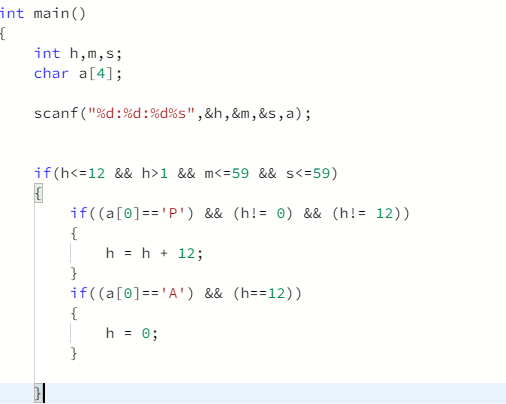 int main()
{
    int h,m,s;
    char a[4];
    scanf("%d:%d:%d%s",&h,&m,&s,a);
    if(h<=12 && h>1 && m<=59 && s<=59)
    {
        if((a[0]=='P') && (h!= 0) && (h!= 12))
        {
            h = h + 12;
        }
        if((a[0]=='A') && (h==12))
        {
            h = 0;
        }
    }